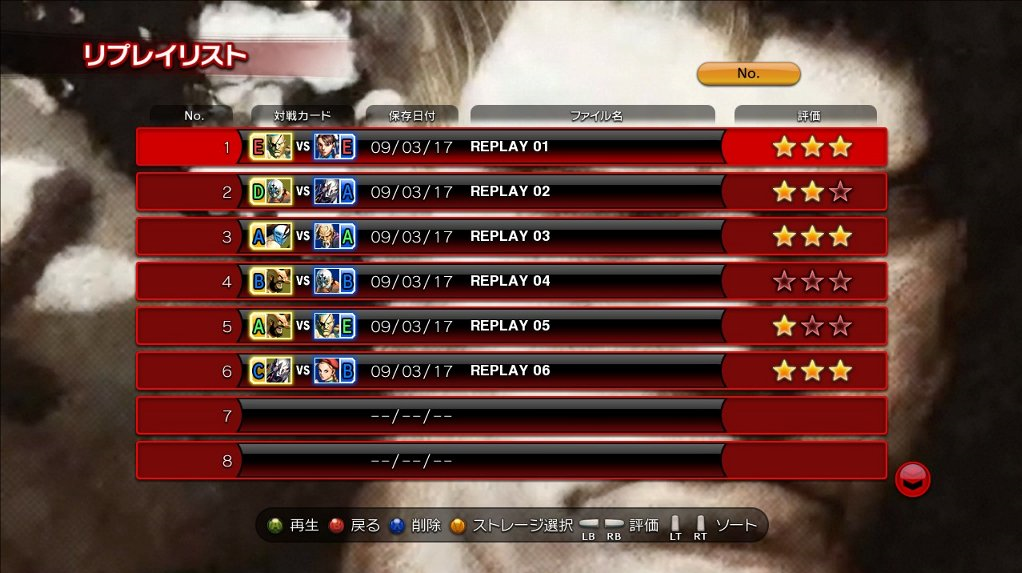 リプレイリスト
No.
No. 対戦カード 保存日付 ファイル名 評価
1 E VS E 09/03/17 REPLAY 01
2 D VS A 09/03/17 REPLAY 02
3 A VS A 09/03/17 REPLAY 03
4 B VS B 09/03/17 REPLAY 04
5 A VS E 09/03/17 REPLAY 05
6 C VS B 09/03/17 REPLAY 06
7 --/--/--
8 --/--/--
再生 戻る 削除 ストレージ選択 LB RB 評価 LT RT ソート